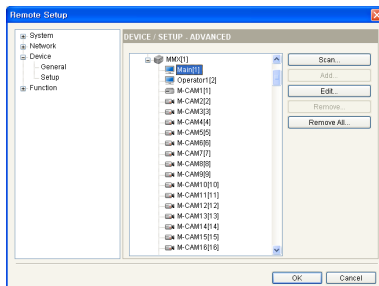 Remote Setup
System
Network
Device
General
Setup
Function
DEVICE / SETUP - ADVANCED
MMX[1]
Main[1]
Operator1[2]
M-CAM1[1]
M-CAM2[2]
M-CAM3[3]
M-CAM4[4]
M-CAM5[5]
M-CAM6[6]
M-CAM7[7]
M-CAM8[8]
M-CAM9[9]
M-CAM10[10]
M-CAM11[11]
M-CAM12[12]
M-CAM13[13]
M-CAM14[14]
M-CAM15[15]
M-CAM16[16]
Scan...
Add...
Edit...
Remove...
Remove All...
OK
Cancel